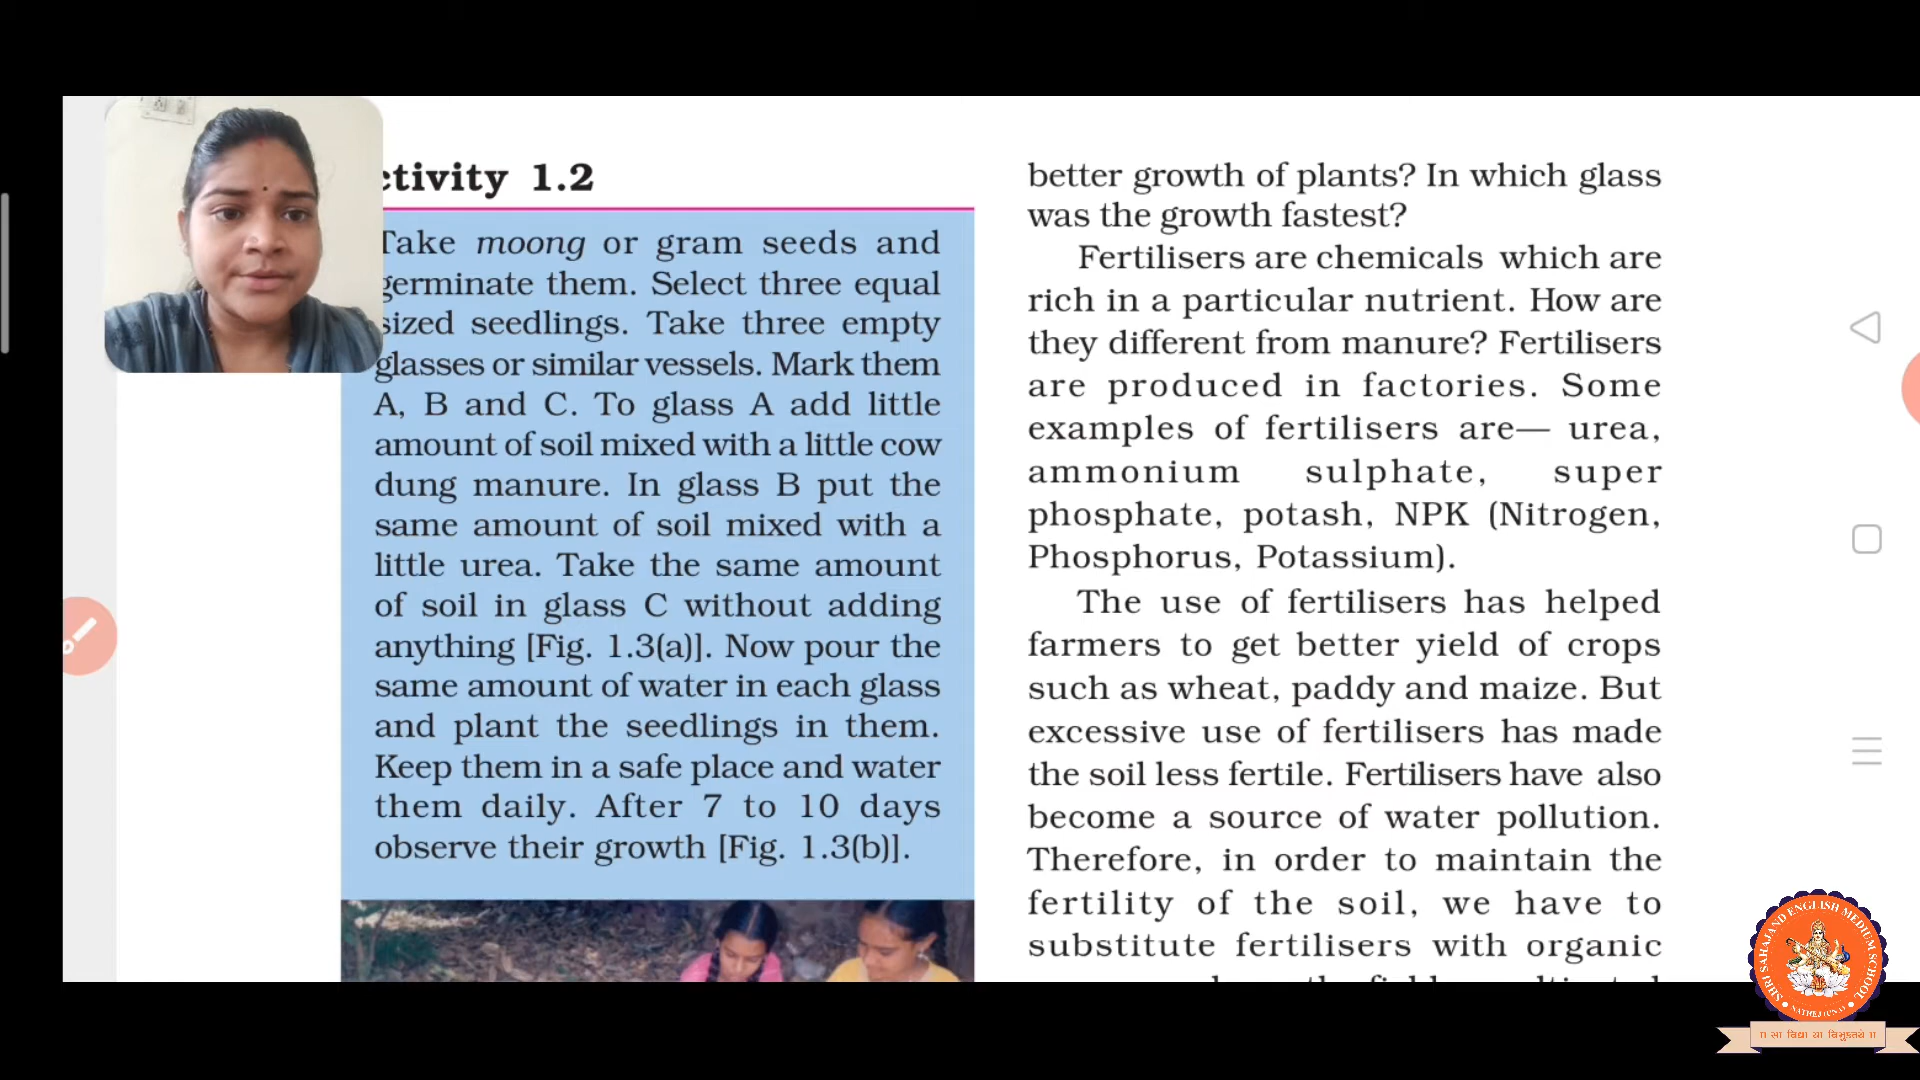 ctivity 1.2
Take moong or gram seeds and
germinate them. Select three equal
sized seedlings. Take three empty
glasses or similar vessels. Mark them
A, B and C. To glass A add little
amount of soil mixed with a little cow
dung manure. In glass B put the
same amount of soil mixed with a
little urea. Take the same amount
of soil in glass C without adding
anything [Fig. 1.3(a)]. Now pour the
same amount of water in each glass
and plant the seedlings in them.
Keep them in a safe place and water
them daily. After 7 to 10 days
observe their growth [Fig. 1.3(b)].
better growth of plants? In which glass
was the growth fastest?
Fertilisers are chemicals which are
rich in a particular nutrient. How are
they different from manure? Fertilisers
are produced in factories. Some
examples of fertilisers are— urea,
ammonium sulphate, super
phosphate, potash, NPK (Nitrogen,
Phosphorus, Potassium).
The use of fertilisers has helped
farmers to get better yield of crops
such as wheat, paddy and maize. But
excessive use of fertilisers has made
the soil less fertile. Fertilisers have also
become a source of water pollution.
Therefore, in order to maintain the
fertility of the soil, we have to
substitute fertilisers with organic
SHRI SAHAJANAND ENGLISH MEDIUM SCHOOL
॥ सा विद्या या विमुक्तये ॥